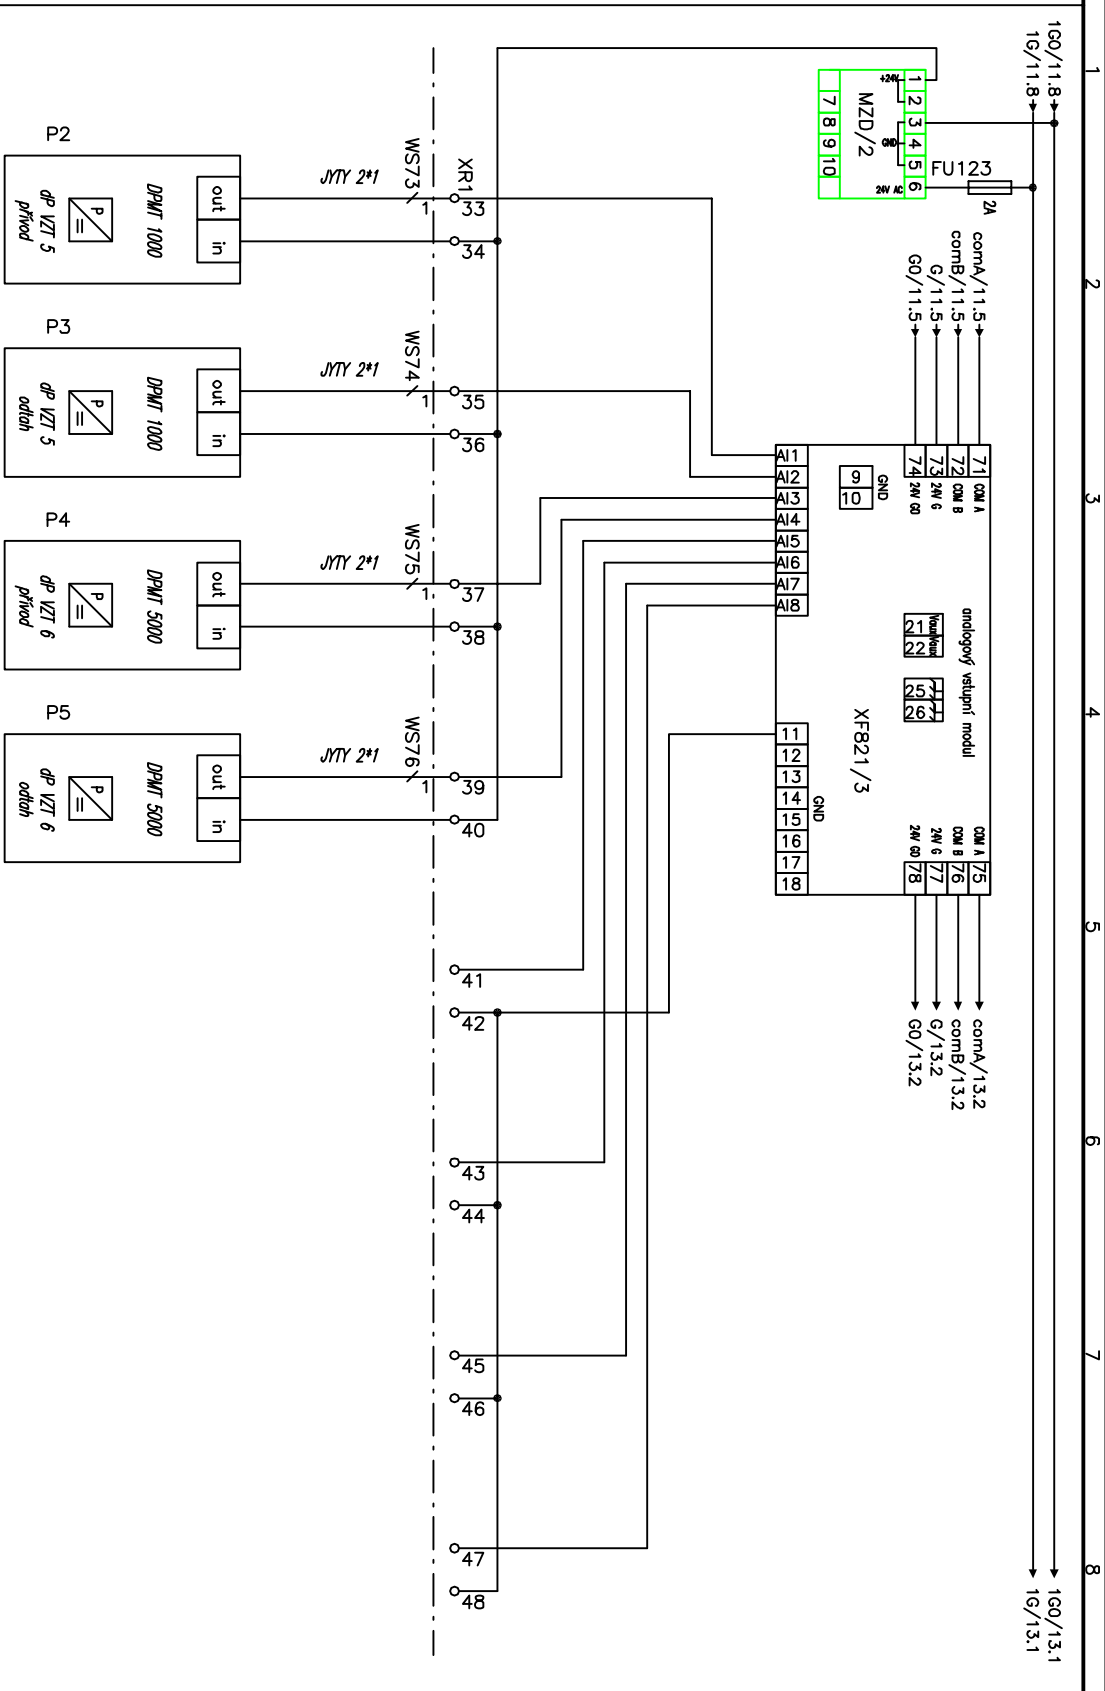 1
2
3
4
5
6
7
8
1G0/11.8
1G/11.8
1G0/13.1
1G/13.1
FU123
2A
MZD/2
+24V
GND
24V AC
1
2
3
4
5
6
7
8
9
10
comA/11.5
comB/11.5
G/11.5
G0/11.5
71
72
73
74
COM A
COM B
24V G
24V G0
GND
9
10
analogový vstupní modul
XF821/3
21
22
Vaux
Vaux
25
26
COM A
COM B
24V G
24V G0
75
76
77
78
comA/13.2
comB/13.2
G/13.2
G0/13.2
AI1
AI2
AI3
AI4
AI5
AI6
AI7
AI8
11
12
13
14
15
16
17
18
GND
XR1
33
34
35
36
37
38
39
40
41
42
43
44
45
46
47
48
WS73
1
JYTY 2*1
WS74
1
JYTY 2*1
WS75
1
JYTY 2*1
WS76
1
JYTY 2*1
P2
out
in
DPMT 1000
P
=
dP VZT 5
přívod
P3
out
in
DPMT 1000
P
=
dP VZT 5
odtah
P4
out
in
DPMT 5000
P
=
dP VZT 6
přívod
P5
out
in
DPMT 5000
P
=
dP VZT 6
odtah